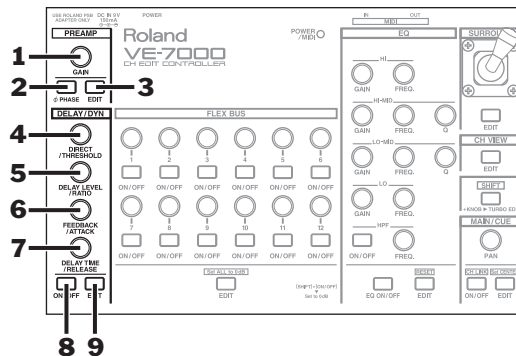 USE ROLAND PSB
ADAPTER ONLY
DC IN 9V
150mA
POWER
PREAMP
1
GAIN
2
3
Ø PHASE EDIT
Roland
VE-7000
CH EDIT CONTROLLER
POWER
/MIDI
IN OUT
MIDI
DELAY/DYN
4
DIRECT
/THRESHOLD
5
DELAY LEVEL
/RATIO
6
FEEDBACK
/ATTACK
7
DELAY TIME
/RELEASE
ON/OFF EDIT
8 9
FLEX BUS
1 2 3 4 5 6
ON/OFF ON/OFF ON/OFF ON/OFF ON/OFF ON/OFF
7 8 9 10 11 12
ON/OFF ON/OFF ON/OFF ON/OFF ON/OFF ON/OFF
Set ALL to 0dB
EDIT
[SHIFT]+[ON/OFF]
Set to 0dB
EQ
HI
GAIN FREQ.
HI-MID
GAIN FREQ. Q
LO-MID
GAIN FREQ. Q
LO
GAIN FREQ.
HPF
ON/OFF FREQ.
RESET
EQ ON/OFF EDIT
SURROU
EDIT
CH VIEW
EDIT
SHIFT
+KNOB ► TURBO ED
MAIN/CUE
PAN
CH LINK Set CENTE
ON/OFF EDIT